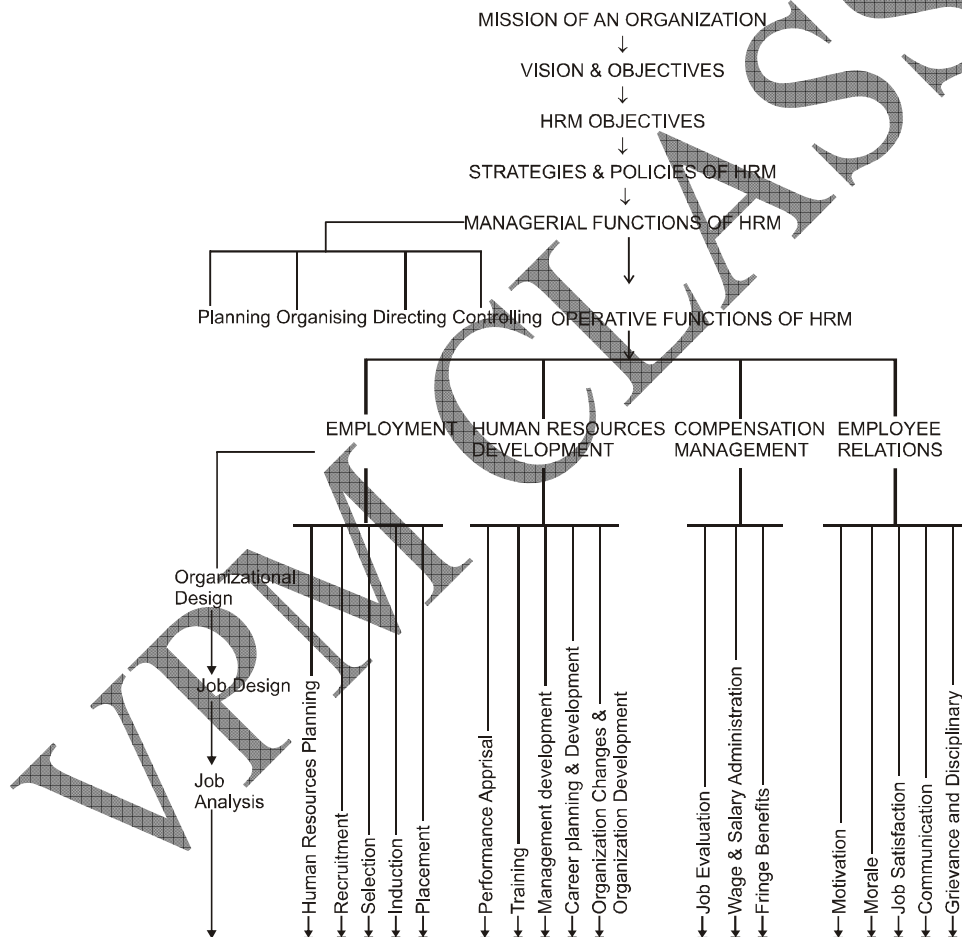 MISSION OF AN ORGANIZATION
VISION & OBJECTIVES
HRM OBJECTIVES
STRATEGIES & POLICIES OF HRM
MANAGERIAL FUNCTIONS OF HRM
Planning Organising Directing Controlling OPERATIVE FUNCTIONS OF HRM
EMPLOYMENT
HUMAN RESOURCES
DEVELOPMENT
COMPENSATION
MANAGEMENT
EMPLOYEE
RELATIONS
Organizational
Design
Job Design
Job
Analysis
Human Resources Planning
Recruitment
Selection
Induction
Placement
Performance Apprisal
Training
Management development
Career planning & Development
Organization Changes &
Organization Development
Job Evaluation
Wage & Salary Administration
Fringe Benefits
Motivation
Morale
Job Satisfaction
Communication
Grievance and Disciplinary
VPM CLASS